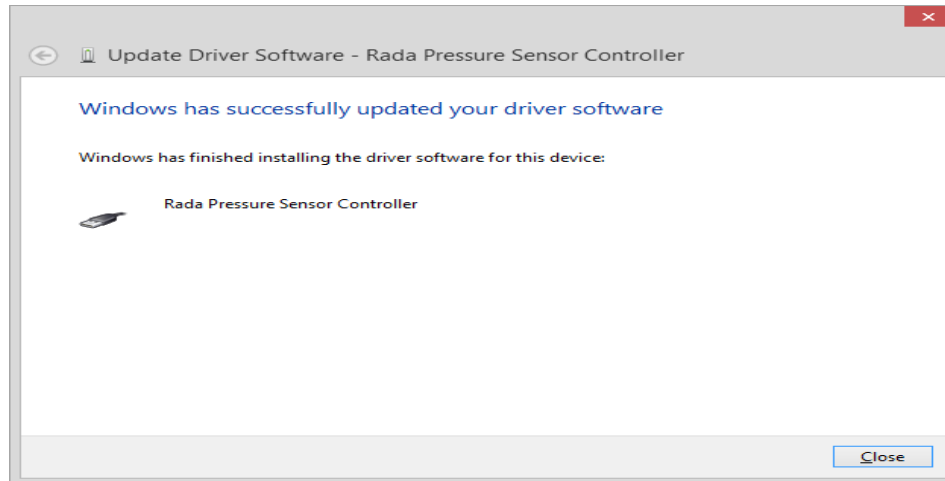 Update Driver Software - Rada Pressure Sensor Controller
Windows has successfully updated your driver software
Windows has finished installing the driver software for this device:
Rada Pressure Sensor Controller
Close